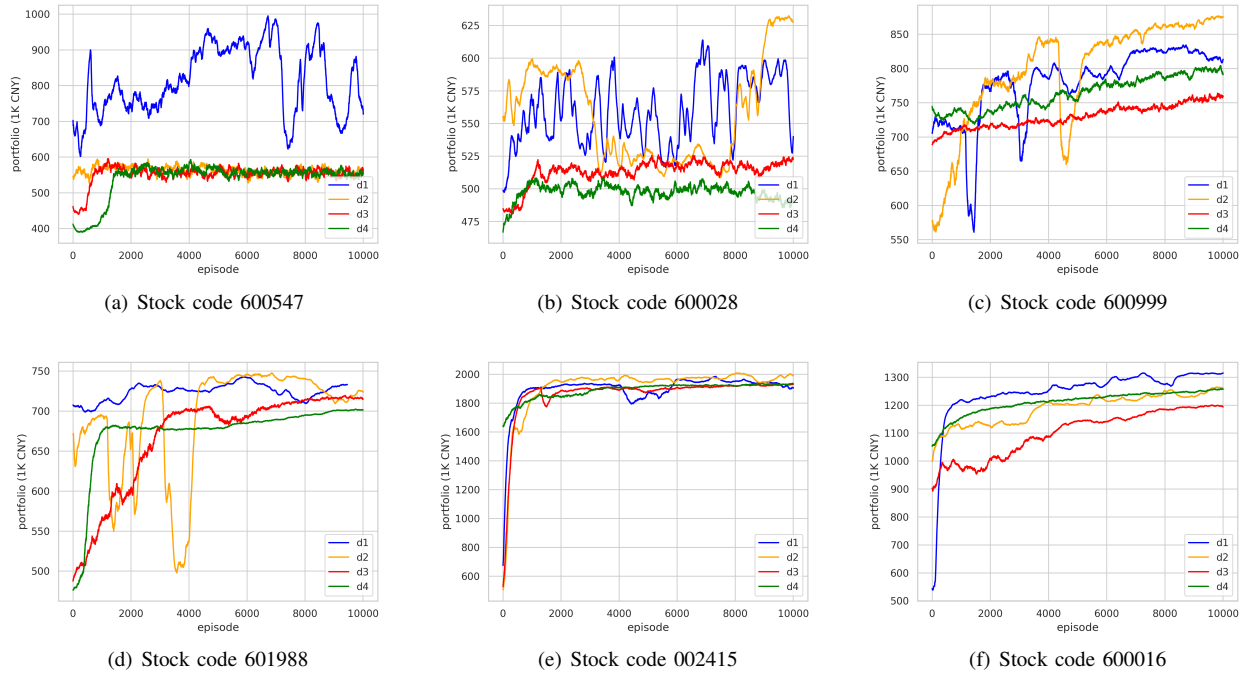 1000
900
800
700
600
500
400
portfolio (1K CNY)
0 2000 4000 6000 8000 10000
episode
d1
d2
d3
d4
(a) Stock code 600547
625
600
575
550
525
500
475
portfolio (1K CNY)
0 2000 4000 6000 8000 10000
episode
d1
d2
d3
d4
(b) Stock code 600028
850
800
750
700
650
600
550
portfolio (1K CNY)
0 2000 4000 6000 8000 10000
episode
d1
d2
d3
d4
(c) Stock code 600999
750
700
650
600
550
500
portfolio (1K CNY)
0 2000 4000 6000 8000 10000
episode
d1
d2
d3
d4
(d) Stock code 601988
2000
1800
1600
1400
1200
1000
800
600
portfolio (1K CNY)
0 2000 4000 6000 8000 10000
episode
d1
d2
d3
d4
(e) Stock code 002415
1300
1200
1100
1000
900
800
700
600
500
portfolio (1K CNY)
0 2000 4000 6000 8000 10000
episode
d1
d2
d3
d4
(f) Stock code 600016